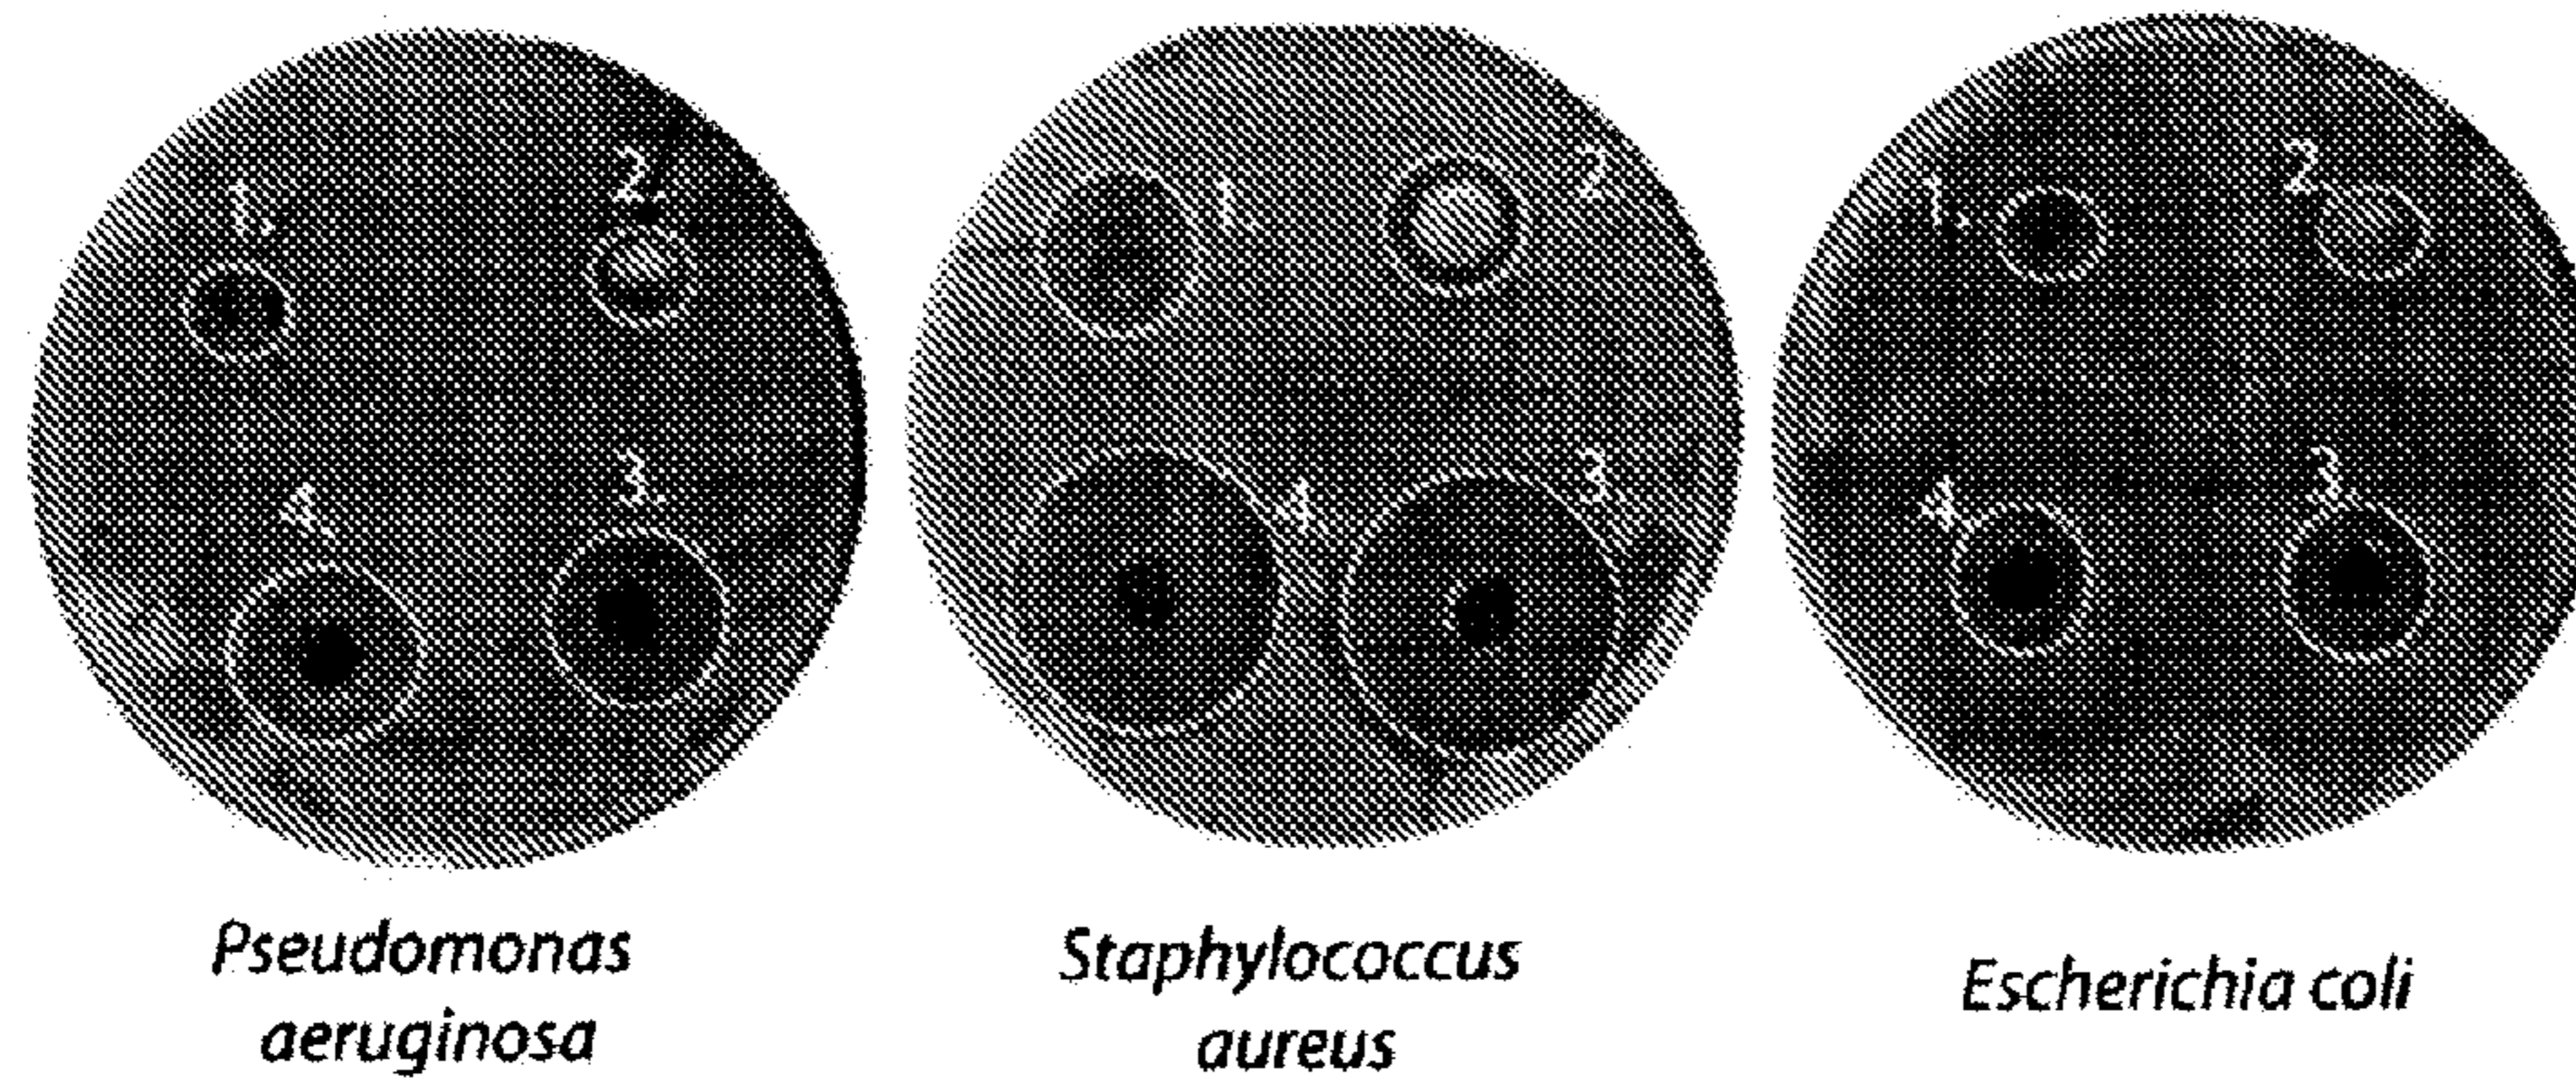 1. 2.
4. 3.
1. 2
4 3
1. 2
4. 3
Pseudomonas
aeruginosa
Staphylococcus
aureus
Escherichia coli